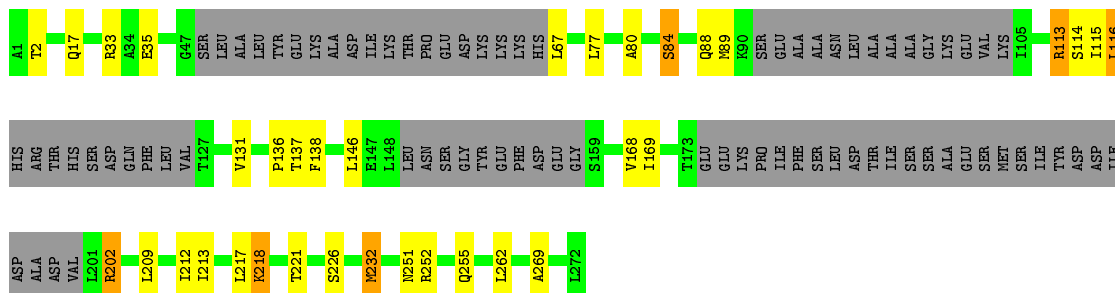 A1 T2 Q17 R33 A34 E35 G47 SER LEU ALA LEU TYR GLU LYS ALA ASP ILE LYS THR PRO GLU ASP LYS LYS LYS HIS L67 L77 A80 S84 Q88 M89 K90 SER GLU ALA ALA ASN LEU ALA ALA ALA GLY LYS LYS GLU VAL LYS I105 R113 S114 I115 L116
HIS ARG THR HIS SER ASP GLN PHE LEU VAL T127 V131 P136 T137 F138 L146 E147 L148 LEU ASN SER GLY TYR GLU PHE ASP GLU GLY S159 V168 I169 T173 GLU GLU LYS PRO ILE PHE SER LEU ASP THR ILE SER SER ALA GLU SER MET SER ILE TYR ASP ASP ILE
ASP ALA ASP VAL L201 R202 L209 I212 I213 L217 K218 T221 S226 M232 N251 R252 Q255 L262 A269 L272